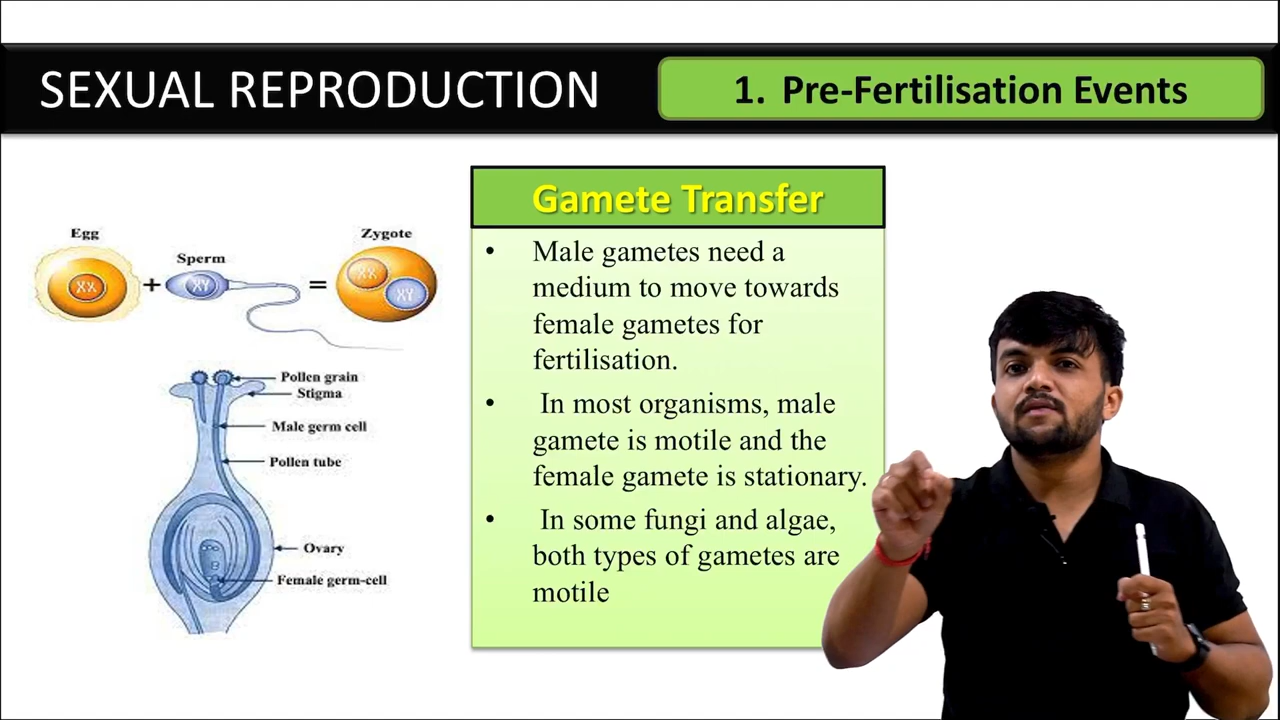 SEXUAL REPRODUCTION
1. Pre-Fertilisation Events
Egg
Sperm
Zygote
XX
XY
XX
XY
+
=
Pollen grain
Stigma
Male germ cell
Pollen tube
Ovary
Female germ-cell
Gamete Transfer
• Male gametes need a
medium to move towards
female gametes for
fertilisation.
• In most organisms, male
gamete is motile and the
female gamete is stationary.
• In some fungi and algae,
both types of gametes are
motile